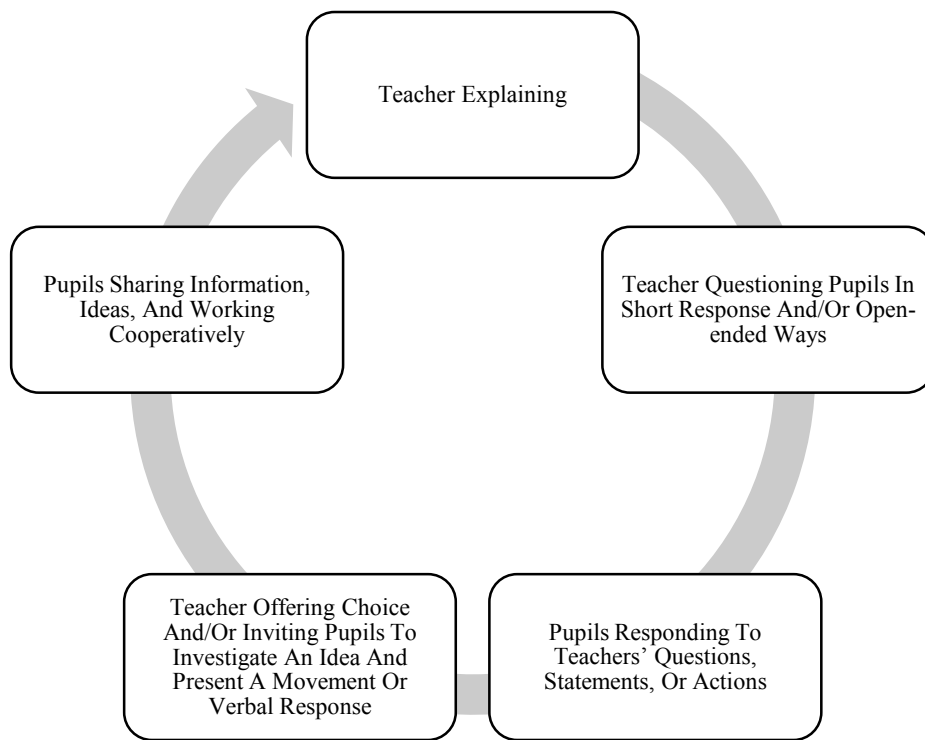 Teacher Explaining
Teacher Questioning Pupils In
Short Response And/Or Open-
ended Ways
Pupils Responding To
Teachers’ Questions,
Statements, Or Actions
Teacher Offering Choice
And/Or Inviting Pupils To
Investigate An Idea And
Present A Movement Or
Verbal Response
Pupils Sharing Information,
Ideas, And Working
Cooperatively